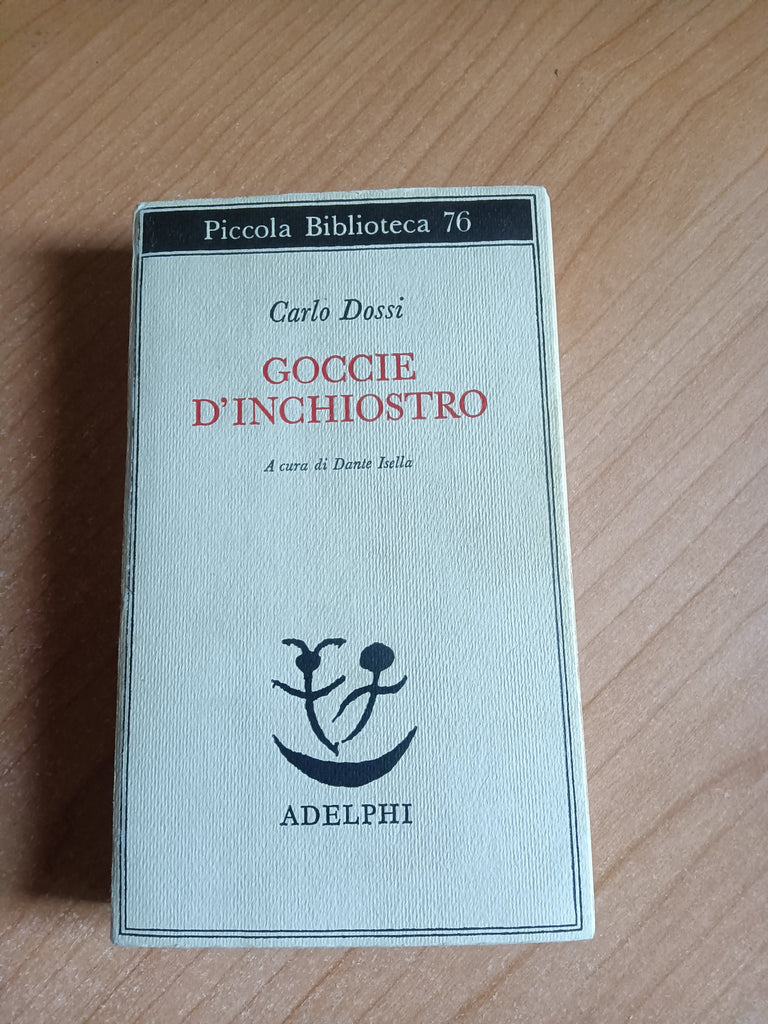 Piccola Biblioteca 76
Carlo Dossi
GOCCIE
D'INCHIOSTRO
A cura di Dante Isella
ADELPHI